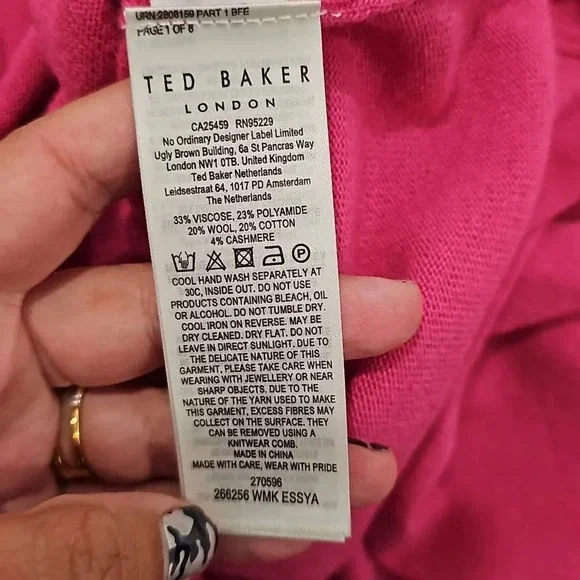 URN-2808159 PART 1 BFE
PAGE 1 OF 8
TED BAKER
LONDON
CA25459 RN95229
No Ordinary Designer Label Limited
Ugly Brown Building, 6a St Pancras Way
London NW1 0TB. United Kingdom
Ted Baker Netherlands
Leidsestraat 64, 1017 PD Amsterdam
The Netherlands
33% VISCOSE, 23% POLYAMIDE
20% WOOL, 20% COTTON
4% CASHMERE
COOL HAND WASH SEPARATELY AT
30C, INSIDE OUT. DO NOT USE
PRODUCTS CONTAINING BLEACH, OIL
OR ALCOHOL. DO NOT TUMBLE DRY.
COOL IRON ON REVERSE. MAY BE
DRY CLEANED. DRY FLAT. DO NOT
LEAVE IN DIRECT SUNLIGHT. DUE TO
THE DELICATE NATURE OF THIS
GARMENT, PLEASE TAKE CARE WHEN
WEARING WITH JEWELLERY OR NEAR
SHARP OBJECTS. DUE TO THE
NATURE OF THE YARN USED TO MAKE
THIS GARMENT, EXCESS FIBRES MAY
COLLECT ON THE SURFACE. THEY
CAN BE REMOVED USING A
KNITWEAR COMB.
MADE IN CHINA
MADE WITH CARE, WEAR WITH PRIDE
270596
266256 WMK ESSYA